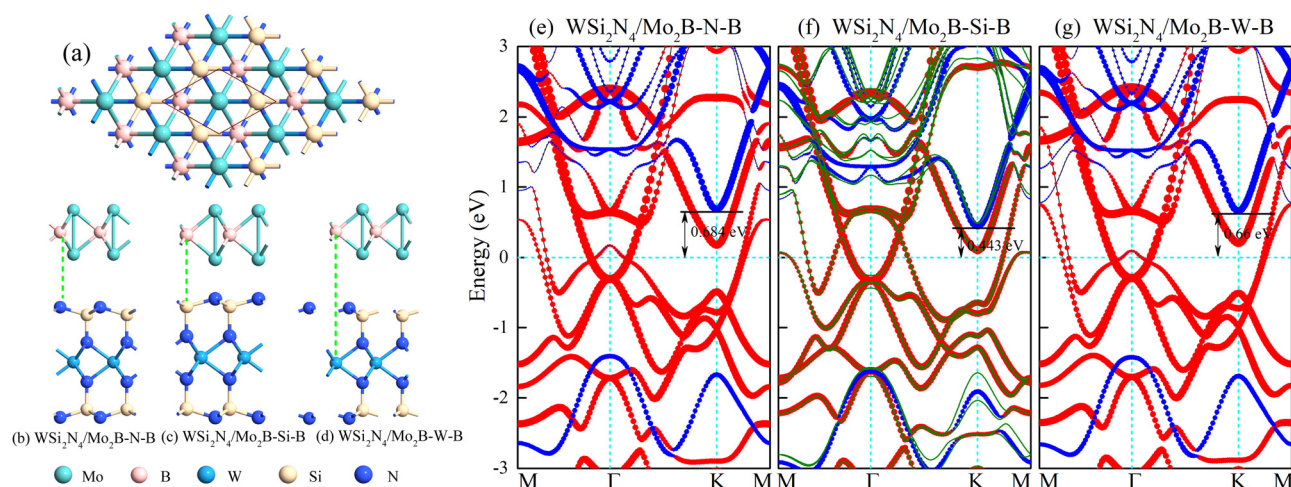 (a)
(b) WSi₂N₄/Mo₂B-N-B
(c) WSi₂N₄/Mo₂B-Si-B
(d) WSi₂N₄/Mo₂B-W-B
Mo B W Si N
(e) WSi₂N₄/Mo₂B-N-B
Energy (eV)
3
2
1
0
-1
-2
-3
0.684 eV
M Γ K M
(f) WSi₂N₄/Mo₂B-Si-B
0.443 eV
M Γ K M
(g) WSi₂N₄/Mo₂B-W-B
0.66 eV
M Γ K M